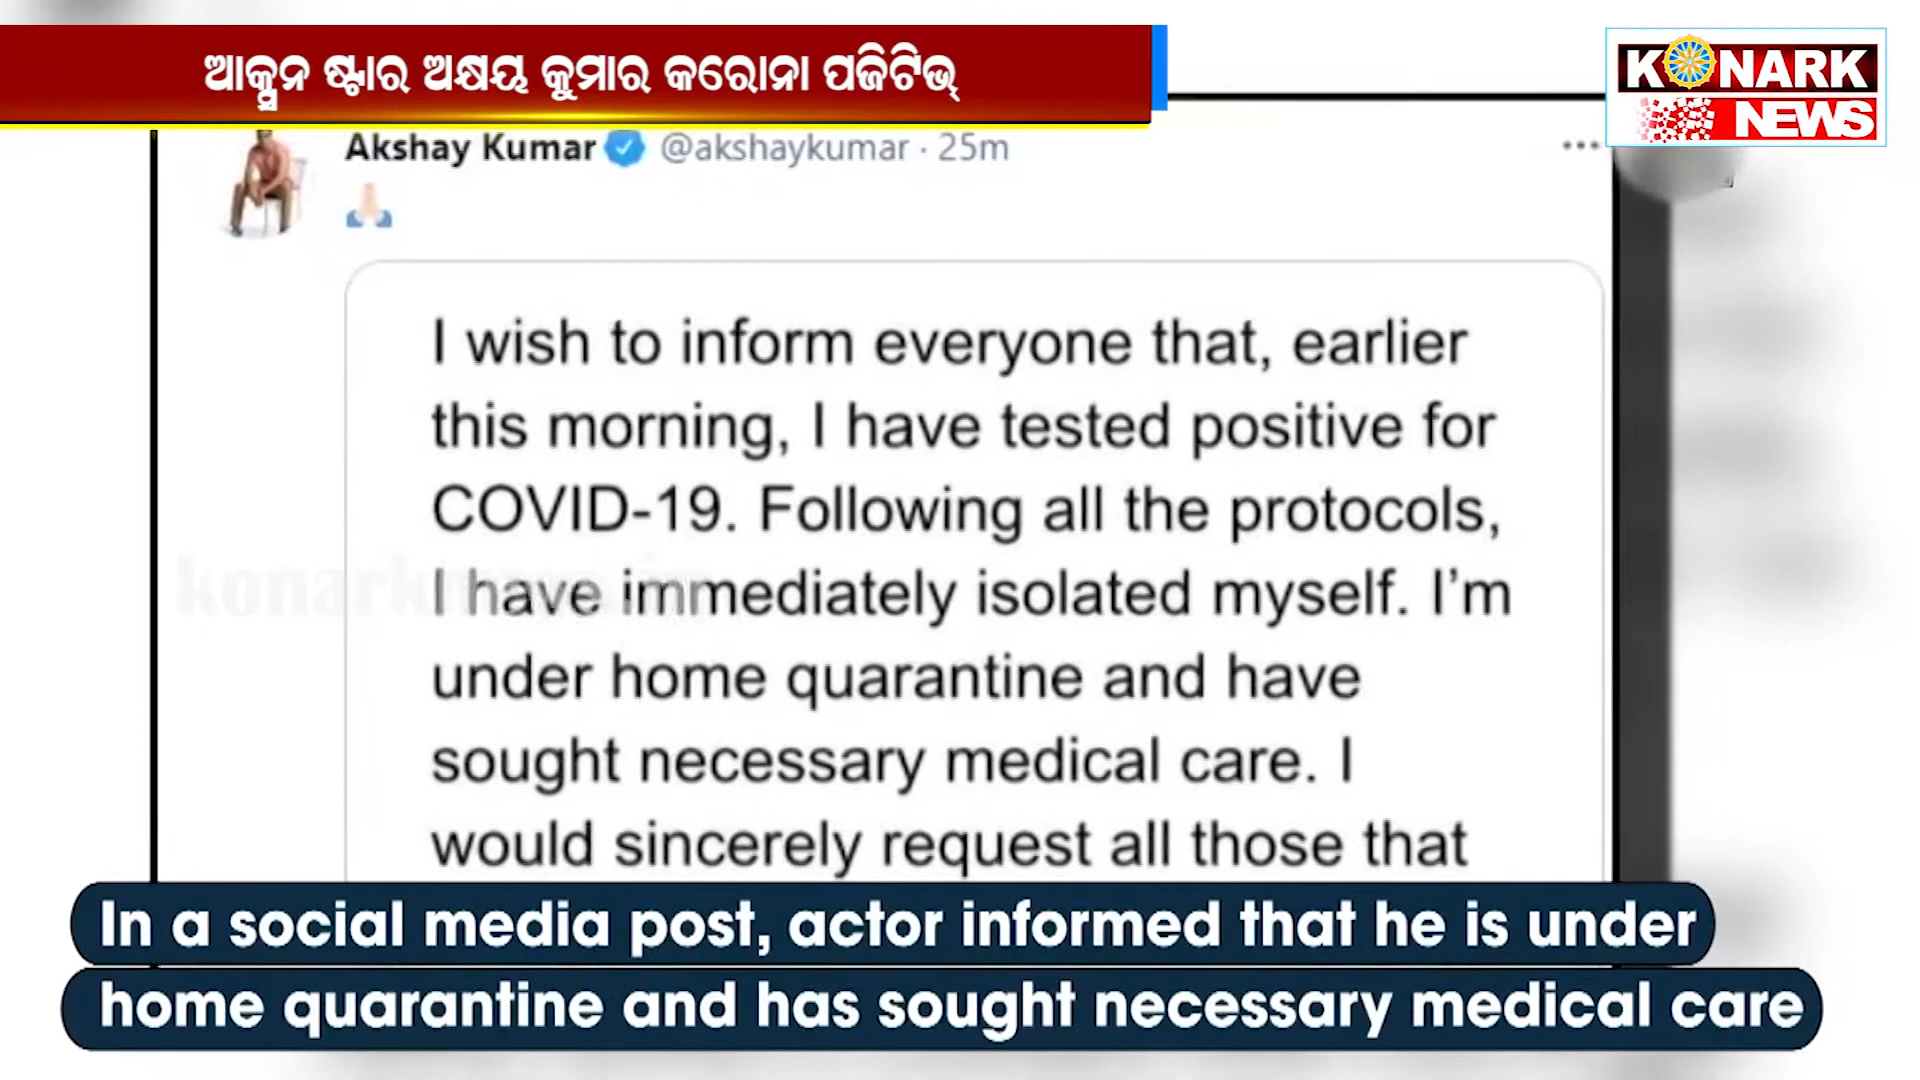 ଆକ୍ସନ ଷ୍ଟାର ଅକ୍ଷୟ କୁମାର କରୋନା ପଜିଟିଭ୍
KONARK
NEWS
Akshay Kumar @akshaykumar · 25m
I wish to inform everyone that, earlier
this morning, I have tested positive for
COVID-19. Following all the protocols,
I have immediately isolated myself. I'm
under home quarantine and have
sought necessary medical care. I
would sincerely request all those that
In a social media post, actor informed that he is under
home quarantine and has sought necessary medical care